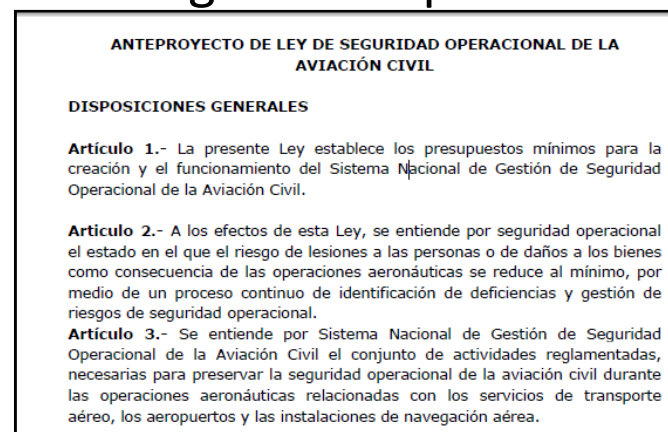 ANTEPROYECTO DE LEY DE SEGURIDAD OPERACIONAL DE LA
AVIACIÓN CIVIL
DISPOSICIONES GENERALES
Artículo 1.- La presente Ley establece los presupuestos mínimos para la
creación y el funcionamiento del Sistema Nacional de Gestión de Seguridad
Operacional de la Aviación Civil.
Articulo 2.- A los efectos de esta Ley, se entiende por seguridad operacional
el estado en el que el riesgo de lesiones a las personas o de daños a los bienes
como consecuencia de las operaciones aeronáuticas se reduce al mínimo, por
medio de un proceso continuo de identificación de deficiencias y gestión de
riesgos de seguridad operacional.
Artículo 3.- Se entiende por Sistema Nacional de Gestión de Seguridad
Operacional de la Aviación Civil el conjunto de actividades reglamentadas,
necesarias para preservar la seguridad operacional de la aviación civil durante
las operaciones aeronáuticas relacionadas con los servicios de transporte
aéreo, los aeropuertos y las instalaciones de navegación aérea.